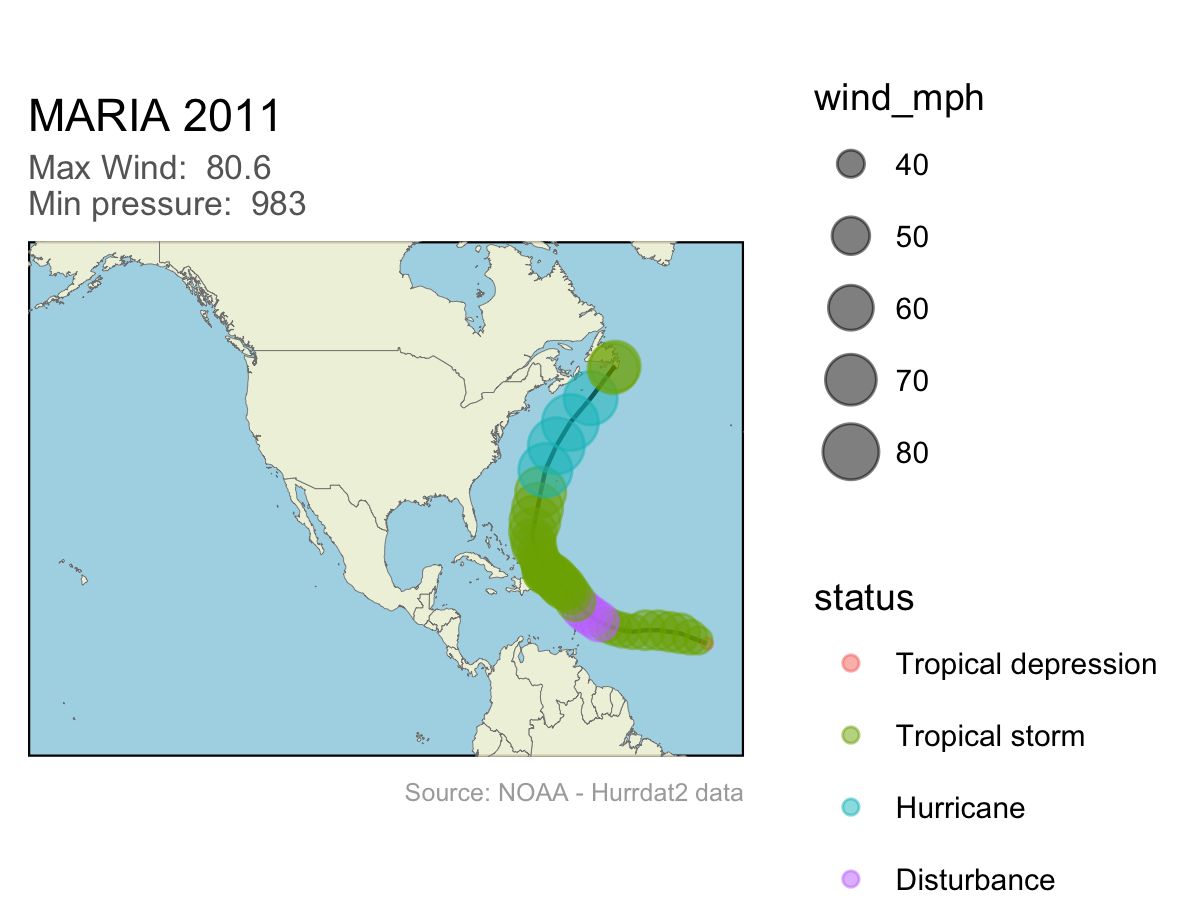 MARIA 2011
Max Wind:  80.6
Min pressure:  983
Source: NOAA - Hurrdat2 data
wind_mph
40
50
60
70
80
status
Tropical depression
Tropical storm
Hurricane
Disturbance